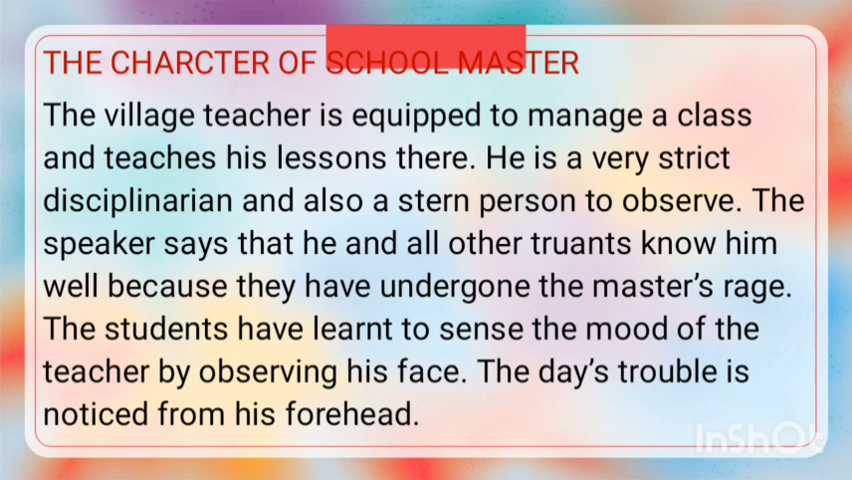 THE CHARCTER OF SCHOOL MASTER
The village teacher is equipped to manage a class
and teaches his lessons there. He is a very strict
disciplinarian and also a stern person to observe. The
speaker says that he and all other truants know him
well because they have undergone the master's rage.
The students have learnt to sense the mood of the
teacher by observing his face. The day's trouble is
noticed from his forehead.
InShOt